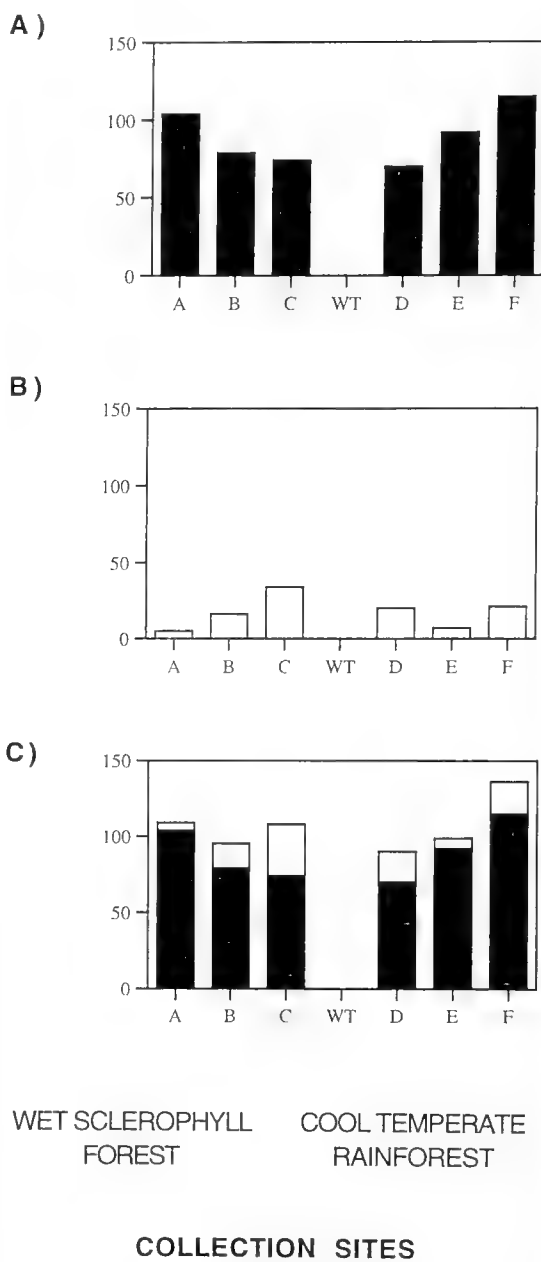 A)
150
100
50
0
A B C WT D E F
B)
150
100
50
0
A B C WT D E F
C)
150
100
50
0
A B C WT D E F
WET SCLEROPHYLL FOREST
COOL TEMPERATE RAINFOREST
COLLECTION SITES